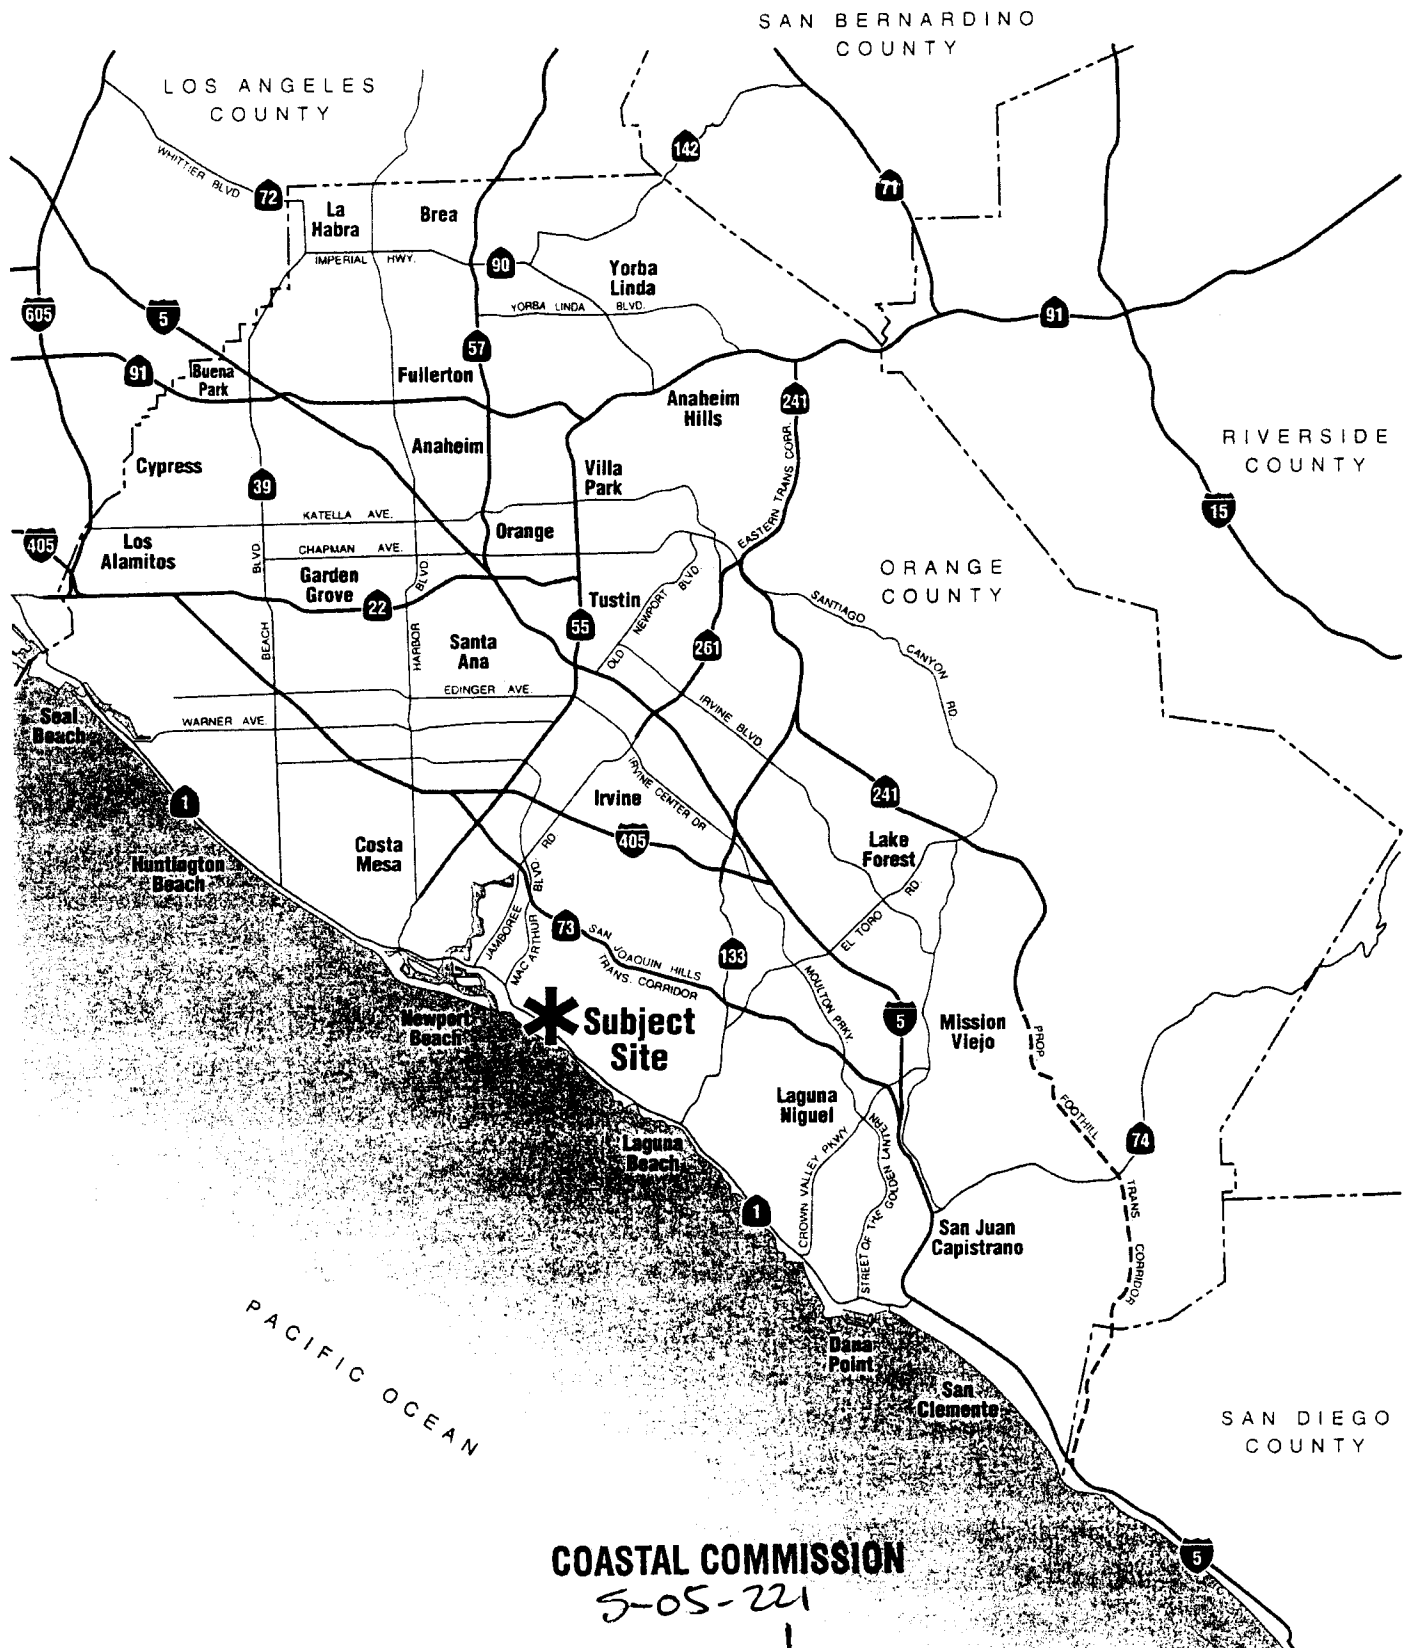 SAN BERNARDINO
COUNTY
LOS ANGELES
COUNTY
WHITTIER BLVD
142
72
71
La
Habra
Brea
IMPERIAL HWY.
90
Yorba
Linda
YORBA LINDA BLVD.
605
5
91
57
91
Buena
Park
Fullerton
Anaheim
Hills
241
RIVERSIDE
COUNTY
Anaheim
Cypress
Villa
Park
39
EASTERN TRANS CORR.
15
KATELLA AVE.
Orange
405
Los
Alamitos
BLVD
CHAPMAN AVE.
Garden
Grove
BLVD
22
ORANGE
COUNTY
Tustin
NEWPORT BLVD.
OLD
SANTIAGO
CANYON
RD
55
261
BEACH
HARBOR
Santa
Ana
EDINGER AVE.
WARNER AVE.
IRVINE BLVD.
Seal
Beach
1
IRVINE CENTER DR
Irvine
405
241
Lake
Forest
Costa
Mesa
Huntington
Beach
RD
BLVD.
JAMBOREE
MAC ARTHUR
73
SAN JOAQUIN HILLS
TRANS. CORRIDOR
133
EL TORO RD
MOULTON PRKY
Newport
Beach
Subject
Site
5
Mission
Viejo
PROP.
FOOTHILL
TRANS CORRIDOR
Laguna
Niguel
74
Laguna
Beach
CROWN VALLEY PKWY
STREET OF THE GOLDEN LANTERN
1
San Juan
Capistrano
PACIFIC OCEAN
Dana
Point
San
Clemente
SAN DIEGO
COUNTY
5
COASTAL COMMISSION
5-05-221
1